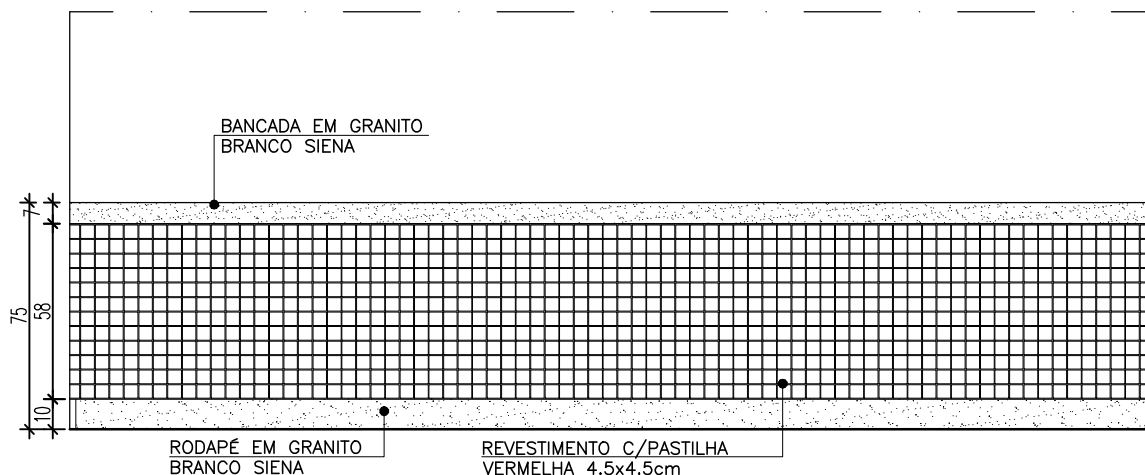 BANCADA EM GRANITO
BRANCO SIENA
7
75
58
10
RODAPÉ EM GRANITO
BRANCO SIENA
REVESTIMENTO C/PASTILHA
VERMELHA 4.5x4.5cm